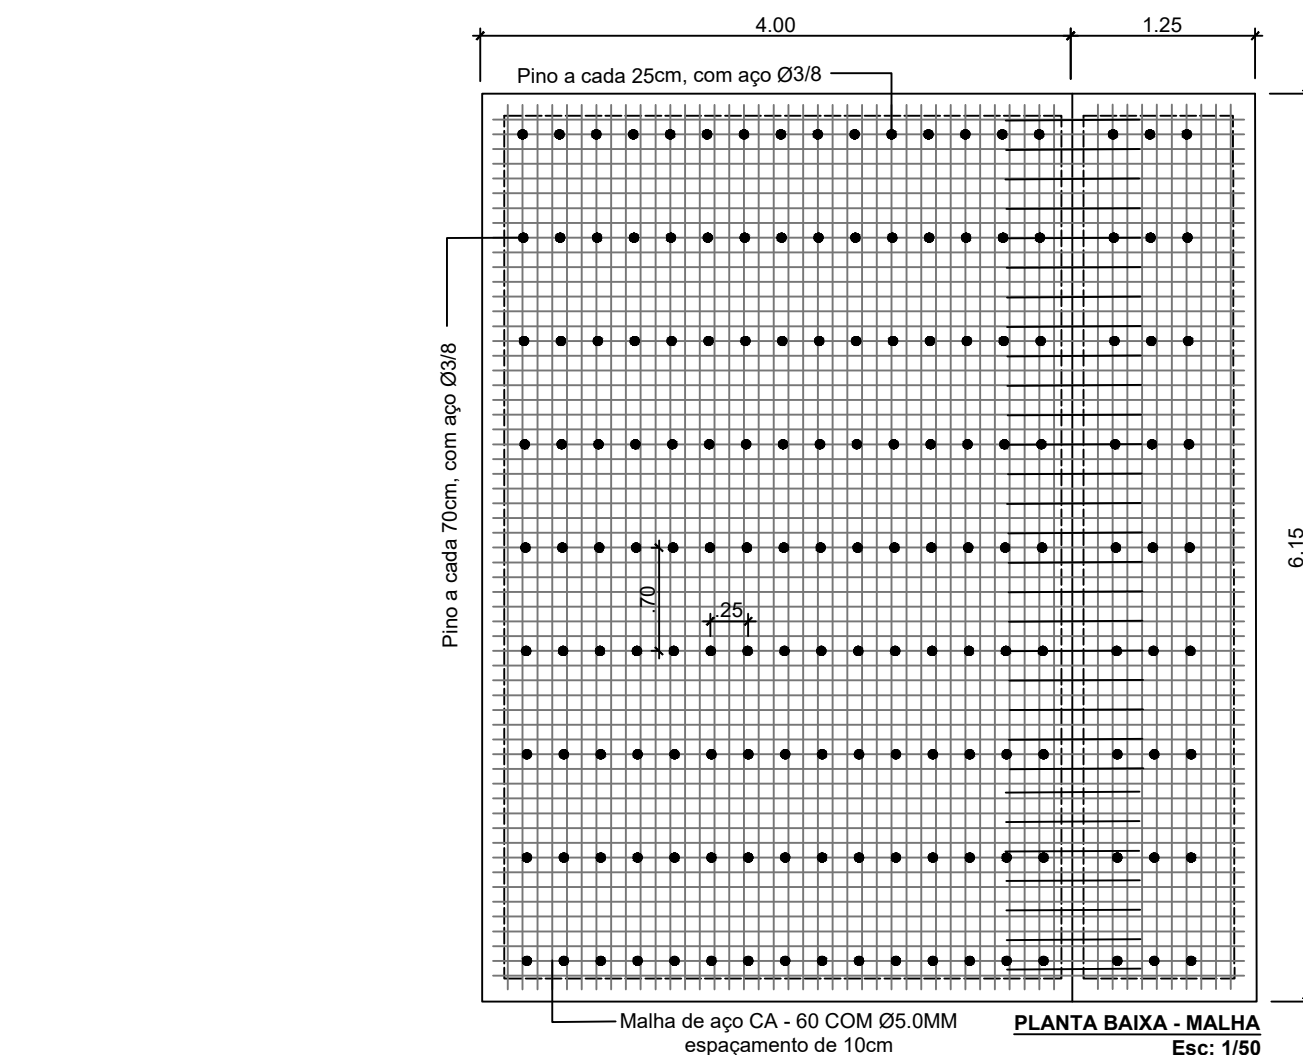 4.00
1.25
Pino a cada 25cm, com aço Ø3/8
Pino a cada 70cm, com aço Ø3/8
6.15
.70
.25
Malha de aço CA - 60 COM Ø5.0MM
espaçamento de 10cm
PLANTA BAIXA - MALHA
Esc: 1/50